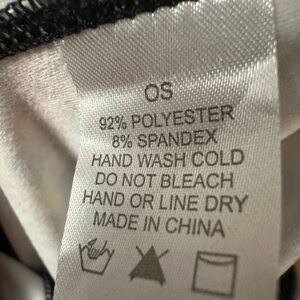 OS
92% POLYESTER
8% SPANDEX
HAND WASH COLD
DO NOT BLEACH
HAND OR LINE DRY
MADE IN CHINA